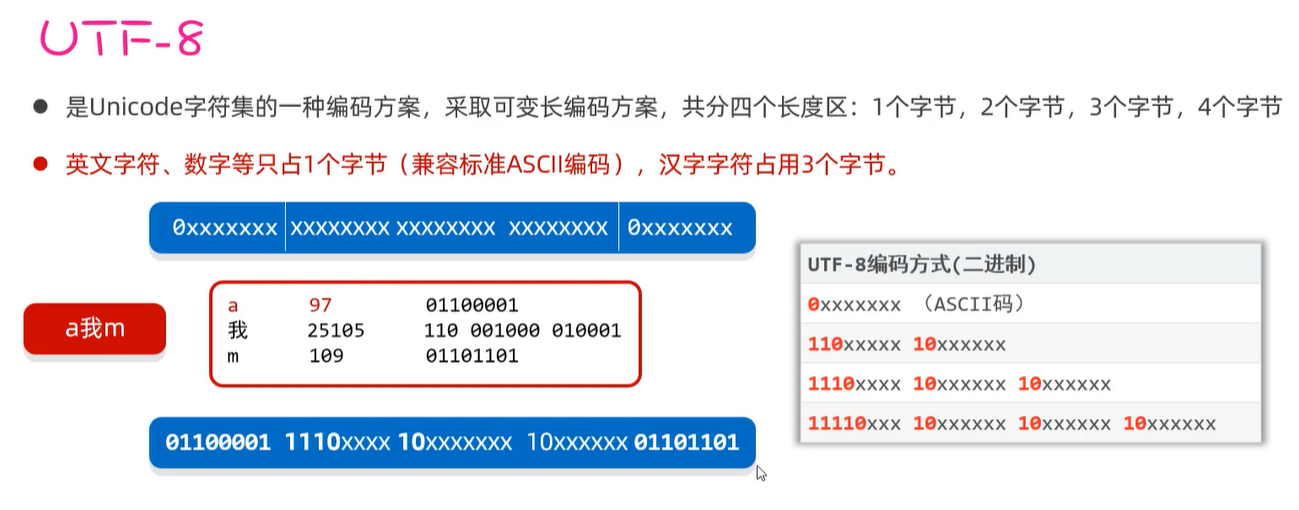 UTF-8
是Unicode字符集的一种编码方案，采取可变长编码方案，共分四个长度区：1个字节，2个字节，3个字节，4个字节
英文字符、数字等只占1个字节（兼容标准ASCII编码），汉字字符占用3个字节。
0xxxxxxx xxxxxxxx xxxxxxxx xxxxxxxx 0xxxxxxx
a我m
a 97 01100001
我 25105 110 001000 010001
m 109 01101101
01100001 1110xxxx 10xxxxxxx 10xxxxxx 01101101
UTF-8编码方式(二进制)
0xxxxxxx （ASCII码）
110xxxxx 10xxxxxx
1110xxxx 10xxxxxx 10xxxxxx
11110xxx 10xxxxxx 10xxxxxx 10xxxxxx